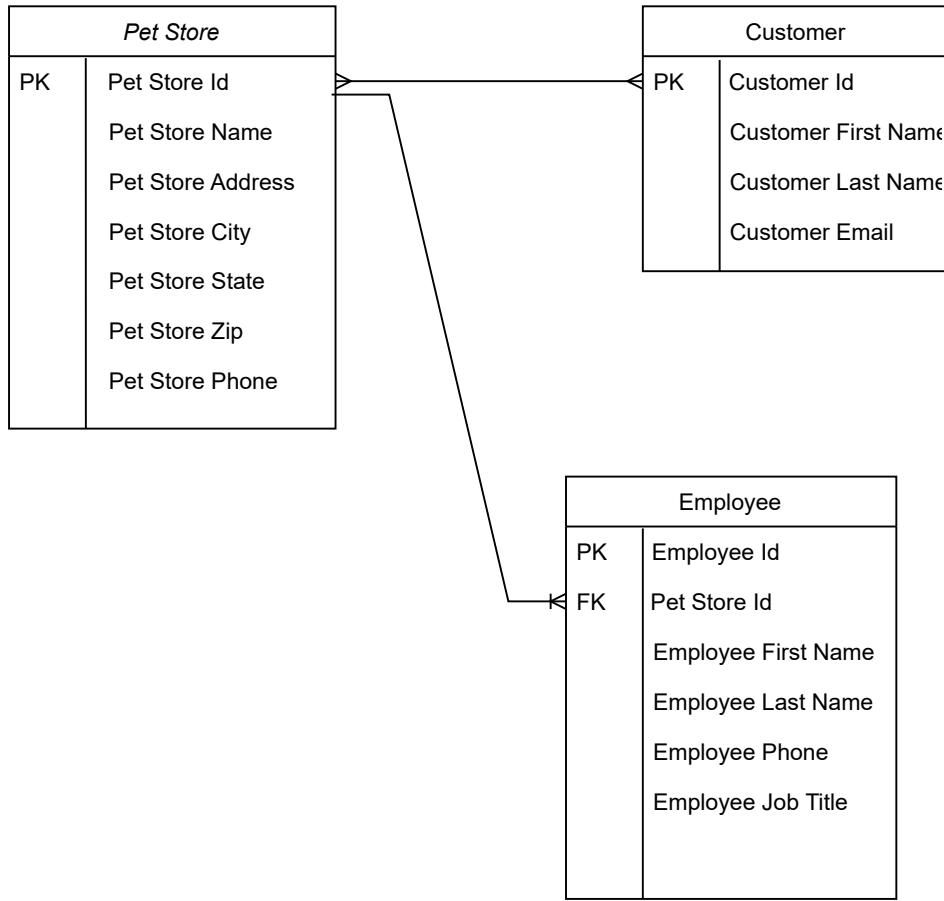 Pet Store
PK Pet Store Id
Pet Store Name
Pet Store Address
Pet Store City
Pet Store State
Pet Store Zip
Pet Store Phone
Customer
PK Customer Id
Customer First Name
Customer Last Name
Customer Email
Employee
PK Employee Id
FK Pet Store Id
Employee First Name
Employee Last Name
Employee Phone
Employee Job Title